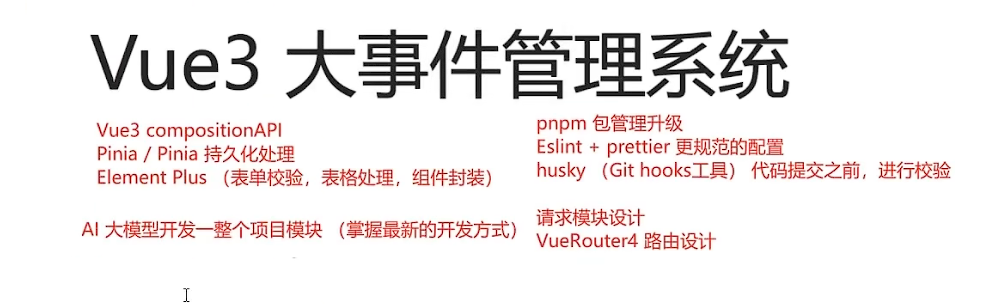 Vue3 大事件管理系统
Vue3 compositionAPI
Pinia / Pinia 持久化处理
Element Plus （表单校验，表格处理，组件封装）
AI 大模型开发一整个项目模块 （掌握最新的开发方式）
pnpm 包管理升级
Eslint + prettier 更规范的配置
husky （Git hooks工具） 代码提交之前，进行校验
请求模块设计
VueRouter4 路由设计